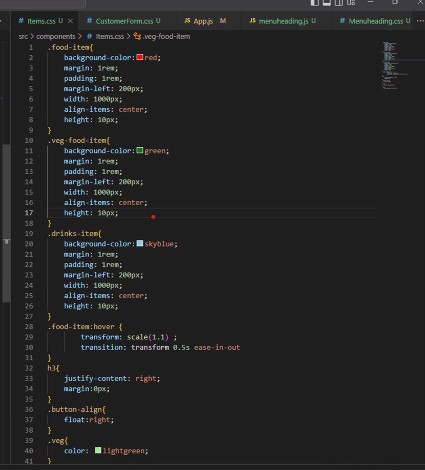 Items.css U × # CustomerForm.css U JS App.js M JS menuheading.js U # Menuheading.css U ...
src > components > # Items.css > .veg-food-item
1 .food-item{
2 background-color: red;
3 margin: 1rem;
4 padding: 1rem;
5 margin-left: 200px;
6 width: 1000px;
7 align-items: center;
8 height: 10px;
9 }
10 .veg-food-item{
11 background-color: green;
12 margin: 1rem;
13 padding: 1rem;
14 margin-left: 200px;
15 width: 1000px;
16 align-items: center;
17 height: 10px;
18 }
19 .drinks-item{
20 background-color: skyblue;
21 margin: 1rem;
22 padding: 1rem;
23 margin-left: 200px;
24 width: 1000px;
25 align-items: center;
26 height: 10px;
27 }
28 .food-item:hover {
29 transform: scale(1.1) ;
30 transition: transform 0.5s ease-in-out
31 }
32 h3{
33 justify-content: right;
34 margin:0px;
35 }
36 .button-align{
37 float:right;
38 }
39 .veg{
40 color: lightgreen;
41 }